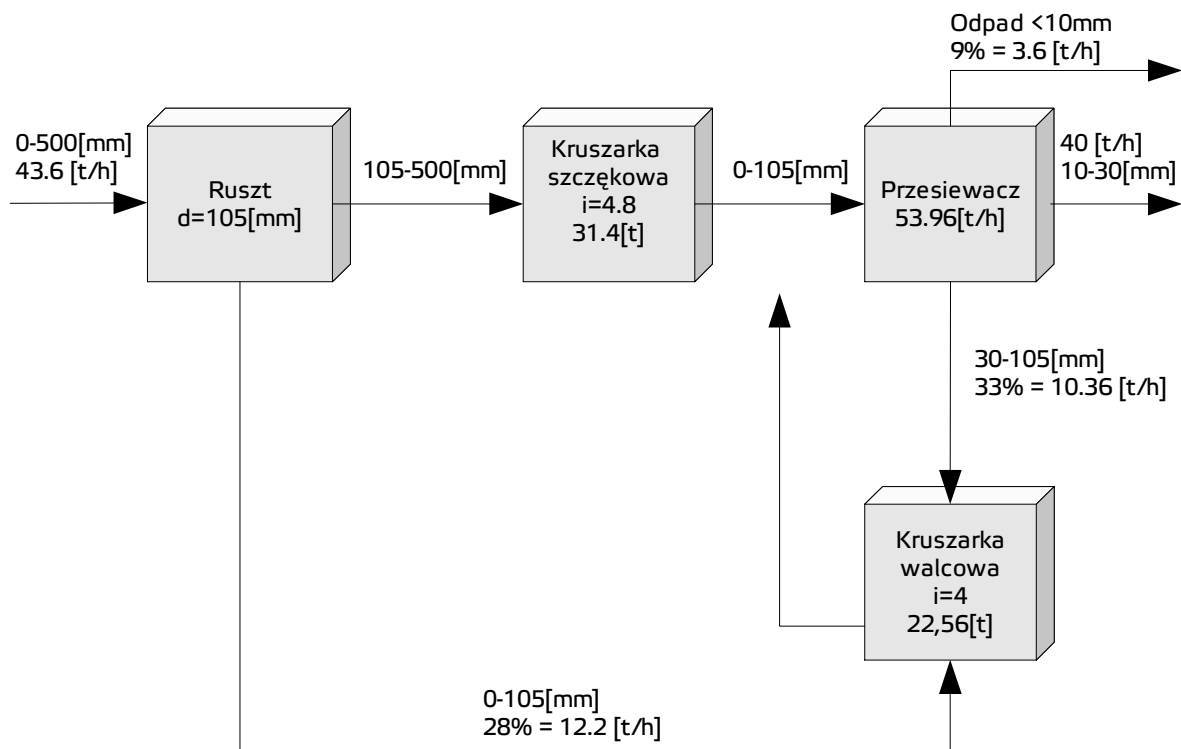 Odpad <10mm
9% = 3.6 [t/h]
0-500[mm]
43.6 [t/h]
Ruszt
d=105[mm]
105-500[mm]
Kruszarka
szczękowa
i=4.8
31.4[t]
0-105[mm]
Przesiewacz
53.96[t/h]
40 [t/h]
10-30[mm]
30-105[mm]
33% = 10.36 [t/h]
Kruszarka
walcowa
i=4
22,56[t]
0-105[mm]
28% = 12.2 [t/h]